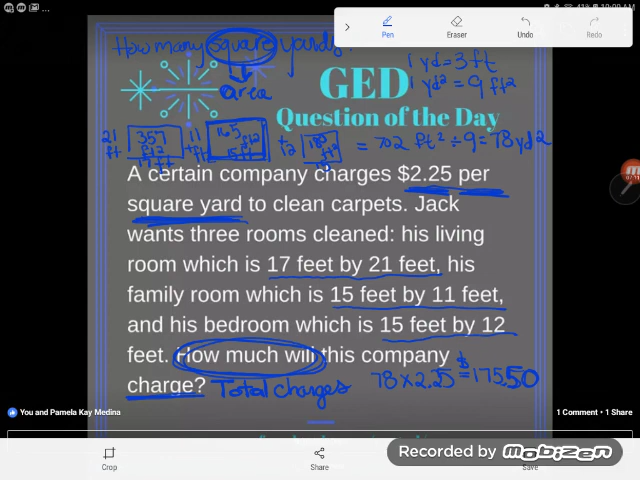 41% 10:09 AM
Pen
Eraser
Undo
Redo
How many square yards?
area
1 yd = 3 ft
1 yd² = 9 ft²
GED
Question of the Day
21 ft
357 ft2
17 ft
11 ft
165 ft2
15 ft
12
180 ft2
= 702 ft² ÷ 9 = 78 yd²
A certain company charges $2.25 per
square yard to clean carpets. Jack
wants three rooms cleaned: his living
room which is 17 feet by 21 feet, his
family room which is 15 feet by 11 feet,
and his bedroom which is 15 feet by 12
feet. How much will this company
charge? Total charges
78 × 2.25 = $175.50
You and Pamela Kay Medina
1 Comment • 1 Share
Recorded by Mobizen
Crop
Share
Save